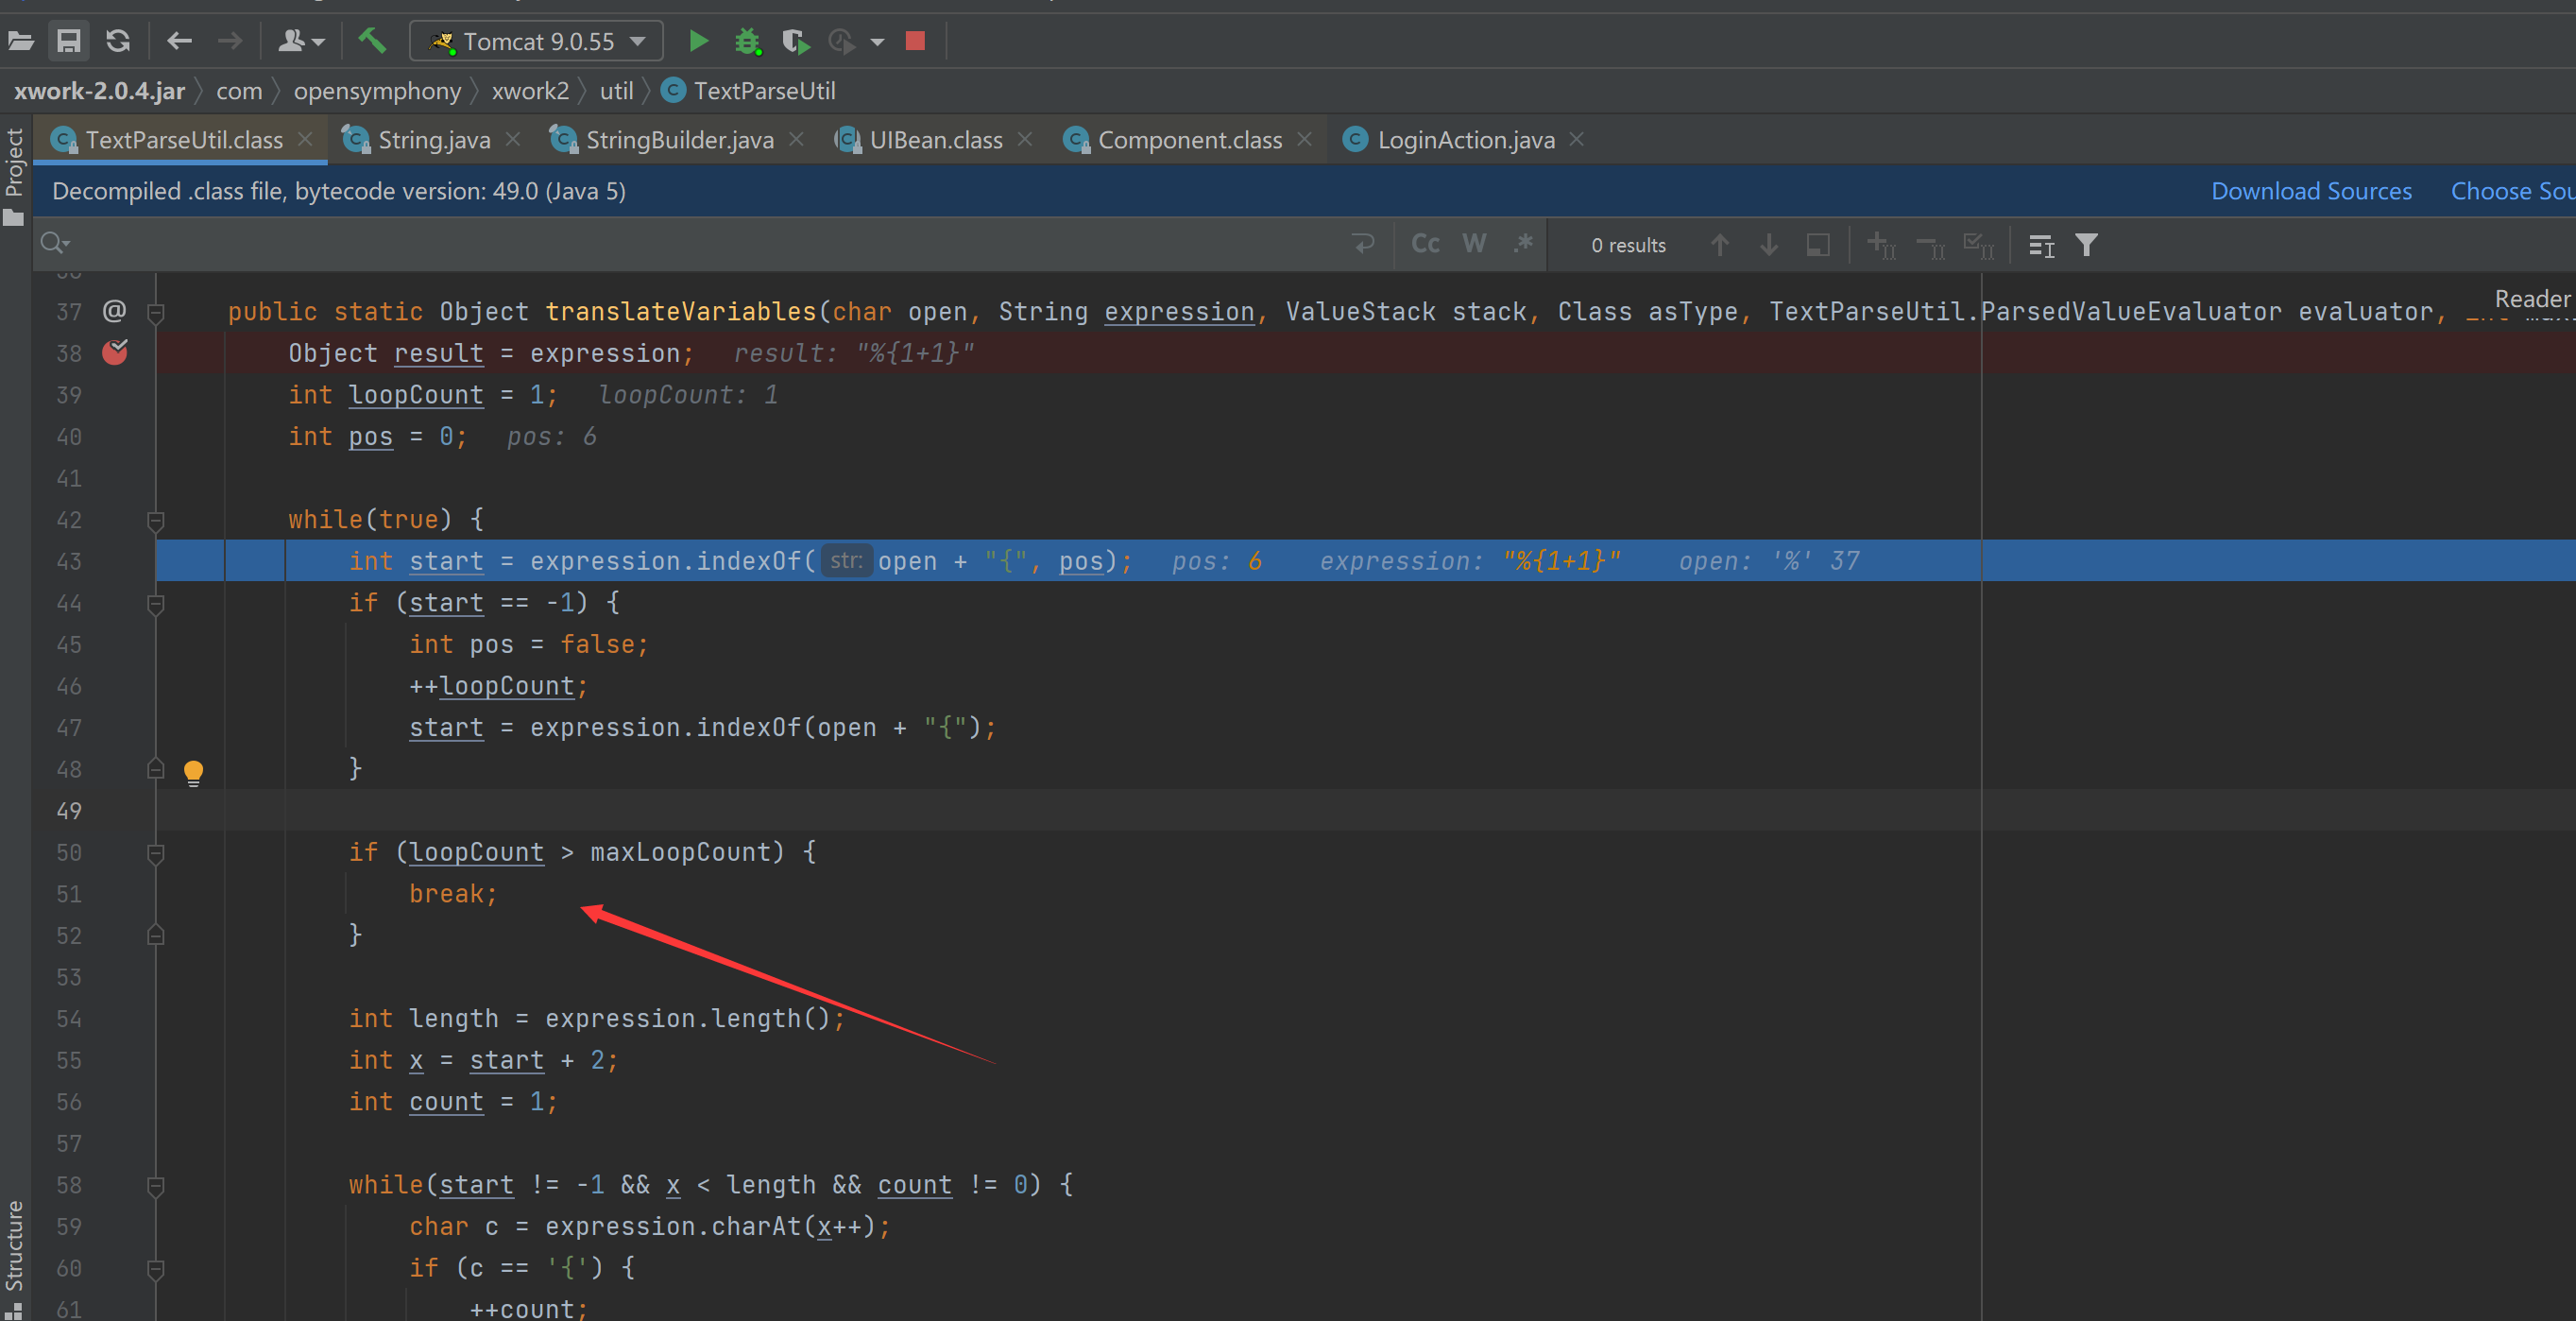 Tomcat 9.0.55
xwork-2.0.4.jar com opensymphony xwork2 util C TextParseUtil
Project
C TextParseUtil.class C String.java C StringBuilder.java C UIBean.class C Component.class C LoginAction.java
Decompiled .class file, bytecode version: 49.0 (Java 5) Download Sources Choose Sou
Cc W .* 0 results
37 @ public static Object translateVariables(char open, String expression, ValueStack stack, Class asType, TextParseUtil.ParsedValueEvaluator evaluator,
Reader
38 Object result = expression; result: "%{1+1}"
39 int loopCount = 1; loopCount: 1
40 int pos = 0; pos: 6
41
42 while(true) {
43 int start = expression.indexOf( str: open + "{", pos); pos: 6 expression: "%{1+1}" open: '%' 37
44 if (start == -1) {
45 int pos = false;
46 ++loopCount;
47 start = expression.indexOf(open + "{");
48 }
49
50 if (loopCount > maxLoopCount) {
51 break;
52 }
53
54 int length = expression.length();
55 int x = start + 2;
56 int count = 1;
57
58 while(start != -1 && x < length && count != 0) {
59 char c = expression.charAt(x++);
60 if (c == '{') {
61 ++count;
Structure